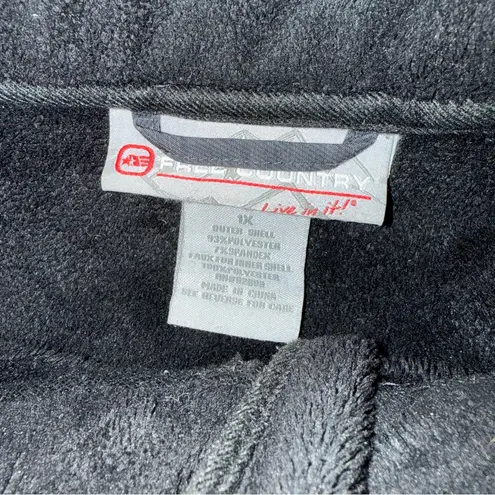 FREE COUNTRY
Live in it!®
1X
OUTER SHELL
93%POLYESTER
7%SPANDEX
FAUX FUR INNER SHELL
100%POLYESTER
MADE IN CHINA
SEE REVERSE FOR CARE